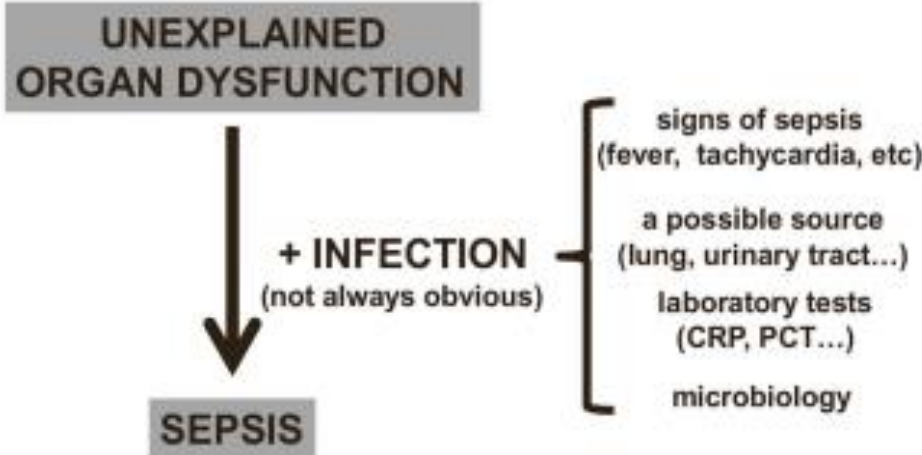 UNEXPLAINED
ORGAN DYSFUNCTION
signs of sepsis
(fever, tachycardia, etc)
a possible source
(lung, urinary tract...)
+ INFECTION
(not always obvious)
laboratory tests
(CRP, PCT...)
microbiology
SEPSIS